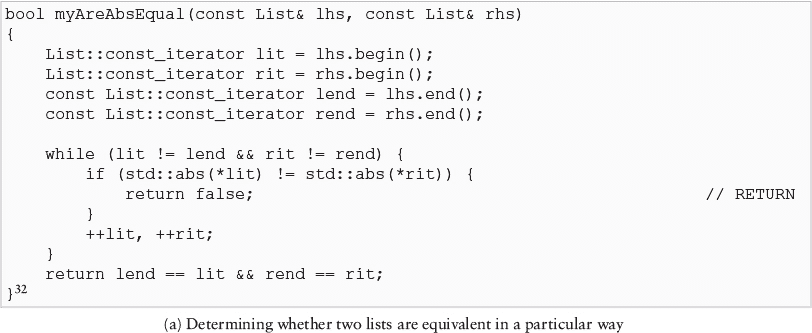 bool myAreAbsEqual(const List& lhs, const List& rhs)
{
    List::const_iterator lit = lhs.begin();
    List::const_iterator rit = rhs.begin();
    const List::const_iterator lend = lhs.end();
    const List::const_iterator rend = rhs.end();

    while (lit != lend && rit != rend) {
        if (std::abs(*lit) != std::abs(*rit)) {
            return false;                                             // RETURN
        }
        ++lit, ++rit;
    }
    return lend == lit && rend == rit;
}32
(a) Determining whether two lists are equivalent in a particular way